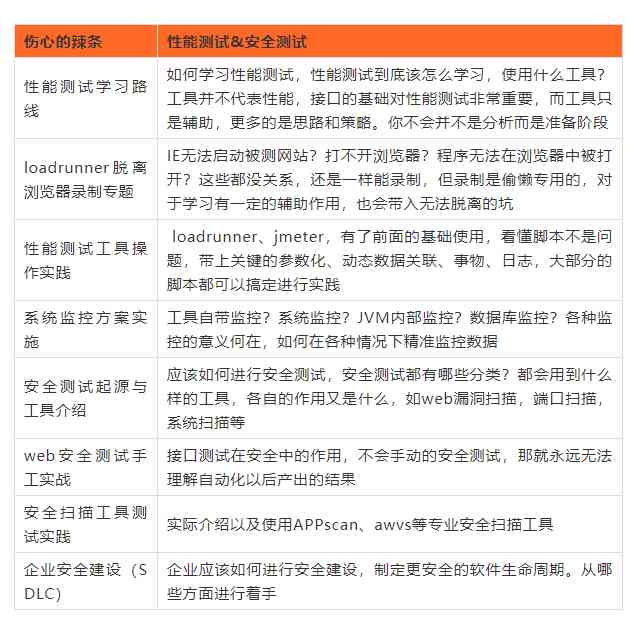 伤心的辣条
性能测试&安全测试
性能测试学习路
线
如何学习性能测试，性能测试到底该怎么学习，使用什么工具？
工具并不代表性能，接口的基础对性能测试非常重要，而工具只
是辅助，更多的是思路和策略。你不会并不是分析而是准备阶段
loadrunner脱离
浏览器录制专题
IE无法启动被测网站？打不开浏览器？程序无法在浏览器中被打
开？这些都没关系，还是一样能录制，但录制是偷懒专用的，对
于学习有一定的辅助作用，也会带入无法脱离的坑
性能测试工具操
作实践
loadrunner、jmeter，有了前面的基础使用，看懂脚本不是问
题，带上关键的参数化、动态数据关联、事物、日志，大部分的
脚本都可以搞定进行实践
系统监控方案实
施
工具自带监控？系统监控？JVM内部监控？数据库监控？各种监
控的意义何在，如何在各种情况下精准监控数据
安全测试起源与
工具介绍
应该如何进行安全测试，安全测试都有哪些分类？都会用到什么
样的工具，各自的作用又是什么，如web漏洞扫描，端口扫描，
系统扫描等
web安全测试手
工实战
接口测试在安全中的作用，不会手动的安全测试，那就永远无法
理解自动化以后产出的结果
安全扫描工具测
试实践
实际介绍以及使用APPscan、awvs等专业安全扫描工具
企业安全建设（S
DLC）
企业应该如何进行安全建设，制定更安全的软件生命周期。从哪
些方面进行着手